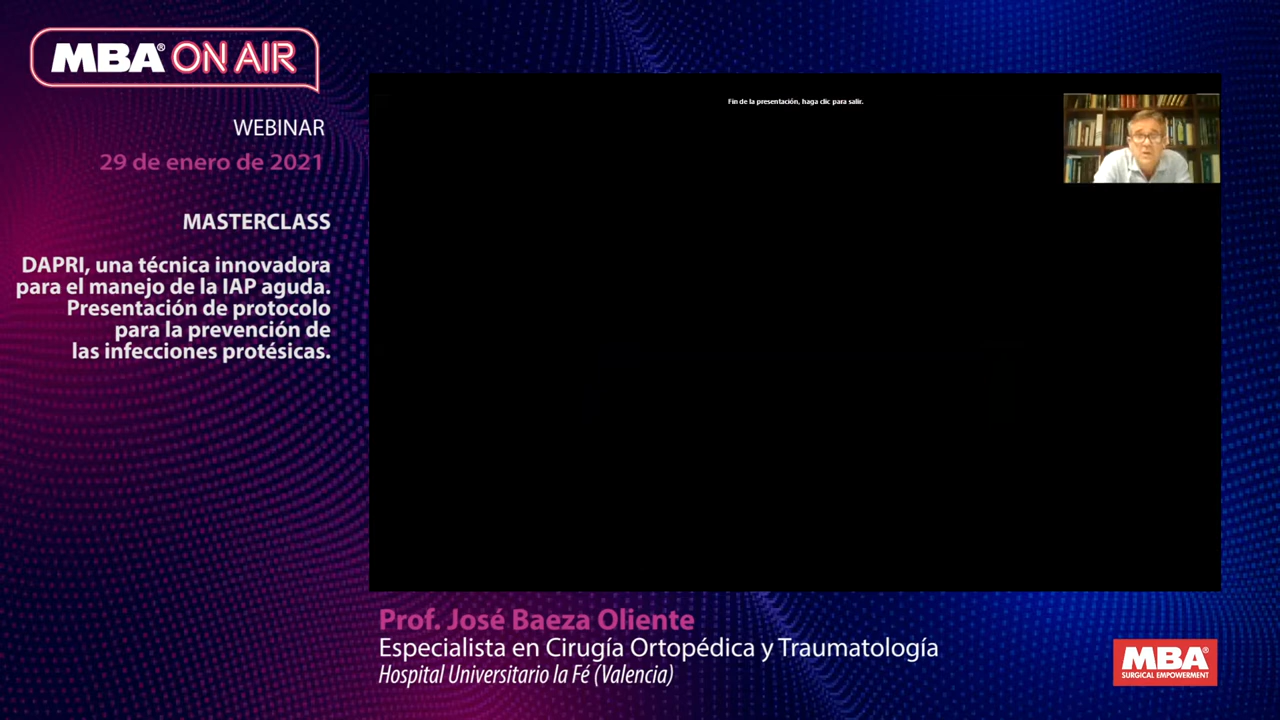 MBA® ON AIR
WEBINAR
29 de enero de 2021
MASTERCLASS
DAPRI, una técnica innovadora
para el manejo de la IAP aguda.
Presentación de protocolo
para la prevención de
las infecciones protésicas.
Fin de la presentación, haga clic para salir.
Prof. José Baeza Oliente
Especialista en Cirugía Ortopédica y Traumatología
Hospital Universitario la Fé (Valencia)
MBA®
SURGICAL EMPOWERMENT